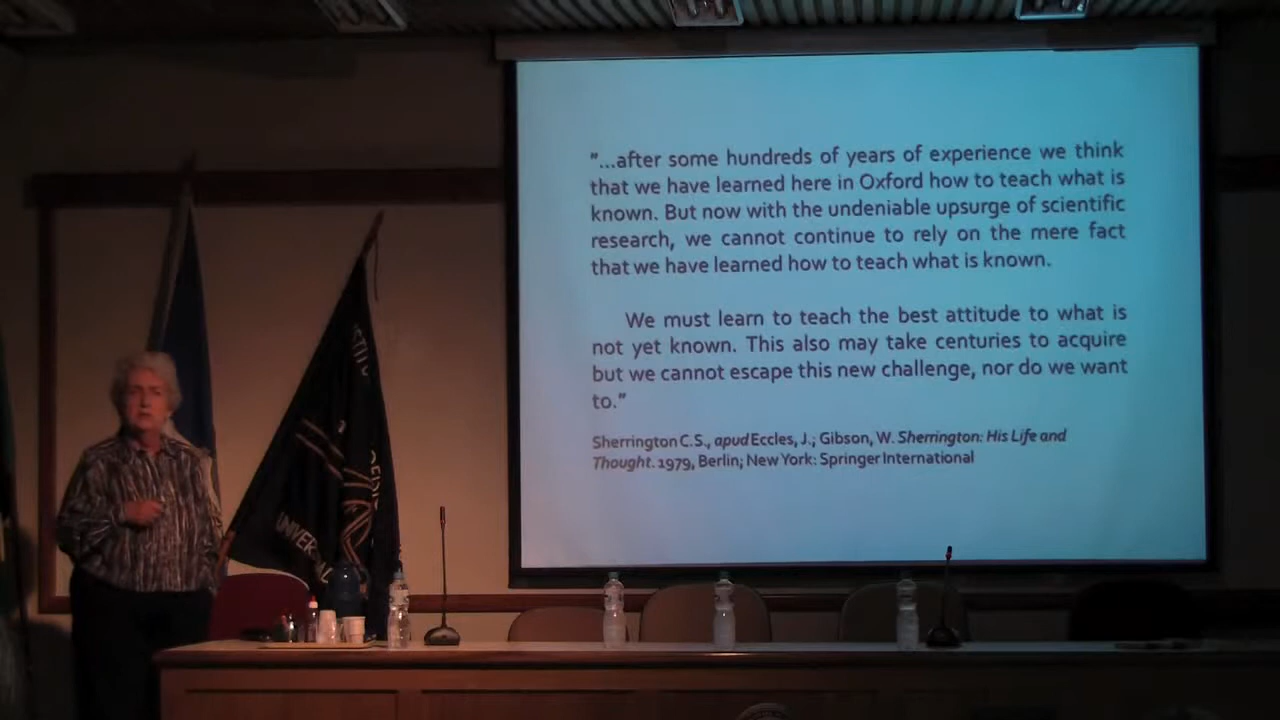 "...after some hundreds of years of experience we think
that we have learned here in Oxford how to teach what is
known. But now with the undeniable upsurge of scientific
research, we cannot continue to rely on the mere fact
that we have learned how to teach what is known.
We must learn to teach the best attitude to what is
not yet known. This also may take centuries to acquire
but we cannot escape this new challenge, nor do we want
to."
Sherrington C.S., apud Eccles, J.; Gibson, W. Sherrington: His Life and
Thought. 1979, Berlin; New York: Springer International